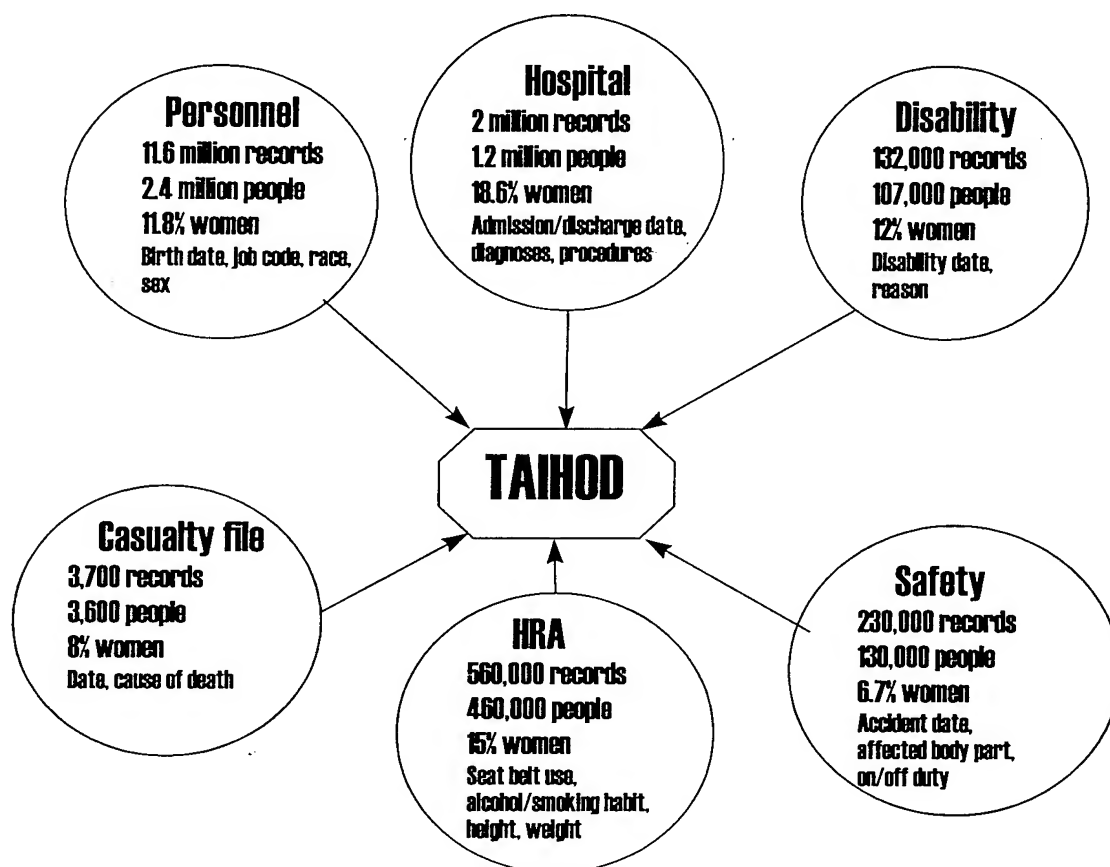 Personnel
11.6 million records
2.4 million people
11.8% women
Birth date, job code, race,
sex
Hospital
2 million records
1.2 million people
18.6% women
Admission/discharge date,
diagnoses, procedures
Disability
132,000 records
107,000 people
12% women
Disability date,
reason
TAIHOD
Casualty file
3,700 records
3,600 people
8% women
Date, cause of death
HRA
560,000 records
460,000 people
15% women
Seat belt use,
alcohol/smoking habit,
height, weight
Safety
230,000 records
130,000 people
6.7% women
Accident date,
affected body part,
on/off duty